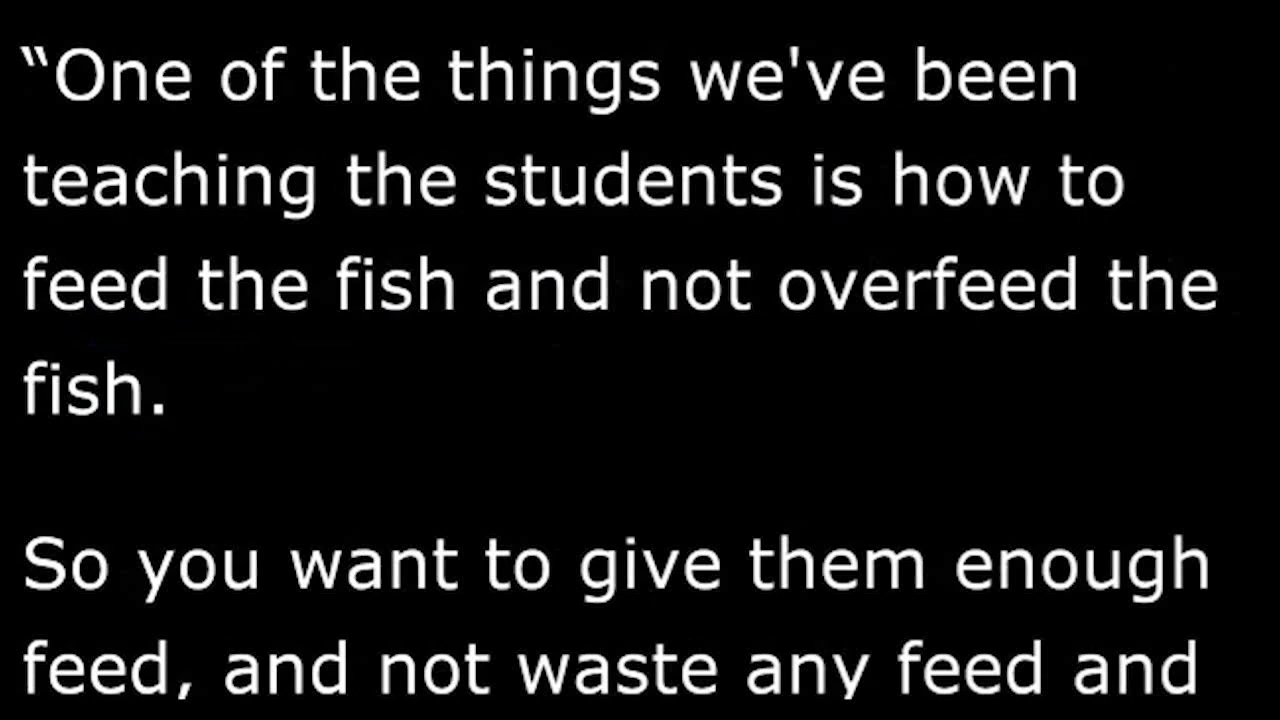 “One of the things we've been
teaching the students is how to
feed the fish and not overfeed the
fish.
So you want to give them enough
feed, and not waste any feed and